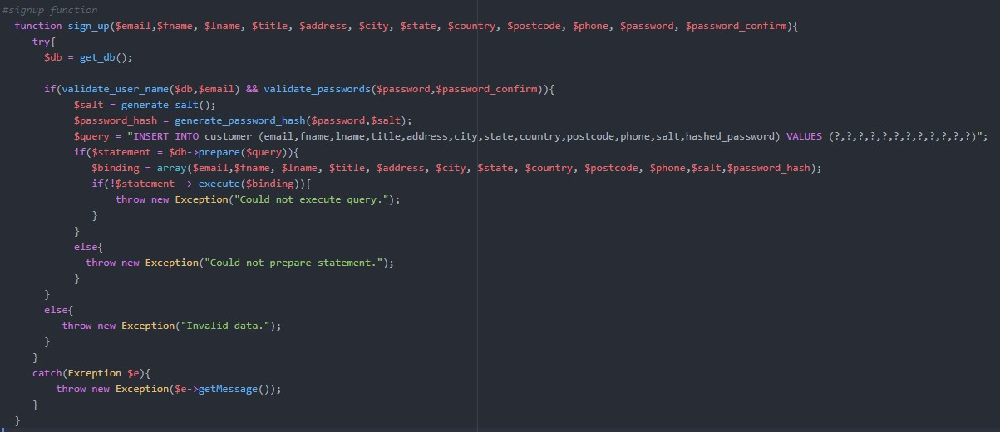 #signup function
function sign_up($email,$fname, $lname, $title, $address, $city, $state, $country, $postcode, $phone, $password, $password_confirm){
try{
$db = get_db();
if(validate_user_name($db,$email) && validate_passwords($password,$password_confirm)){
$salt = generate_salt();
$password_hash = generate_password_hash($password,$salt);
$query = "INSERT INTO customer (email,fname,lname,title,address,city,state,country,postcode,phone,salt,hashed_password) VALUES (?,?,?,?,?,?,?,?,?,?,?,?)";
if($statement = $db->prepare($query)){
$binding = array($email,$fname, $lname, $title, $address, $city, $state, $country, $postcode, $phone,$salt,$password_hash);
if(!$statement -> execute($binding)){
throw new Exception("Could not execute query.");
}
}
else{
throw new Exception("Could not prepare statement.");
}
}
else{
throw new Exception("Invalid data.");
}
}
catch(Exception $e){
throw new Exception($e->getMessage());
}
}